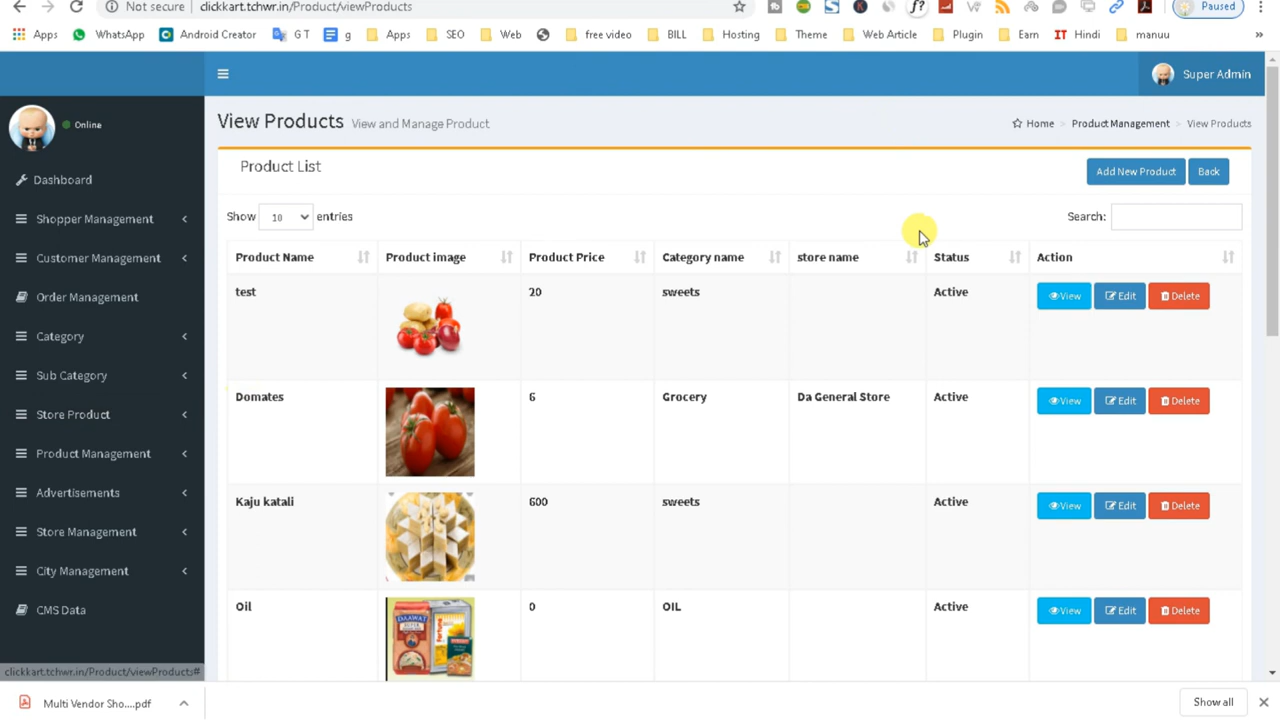 Not secure clickkart.tchwr.in/Product/viewProducts Paused
Apps WhatsApp Android Creator G T g Apps SEO Web free video BILL Hosting Theme Web Article Plugin Earn IT Hindi manuu »
Super Admin
Online
Dashboard
Shopper Management
Customer Management
Order Management
Category
Sub Category
Store Product
Product Management
Advertisements
Store Management
City Management
CMS Data
View Products View and Manage Product
Home > Product Management > View Products
Product List
Add New Product Back
Show 10 entries
Search:
Product Name Product image Product Price Category name store name Status Action
test 20 sweets Active View Edit Delete
Domates 6 Grocery Da General Store Active View Edit Delete
Kaju katali 600 sweets Active View Edit Delete
Oil 0 OIL Active View Edit Delete
DAAWAT
Fortune
clickkart.tchwr.in/Product/viewProducts#
Multi Vendor Sho....pdf
Show all